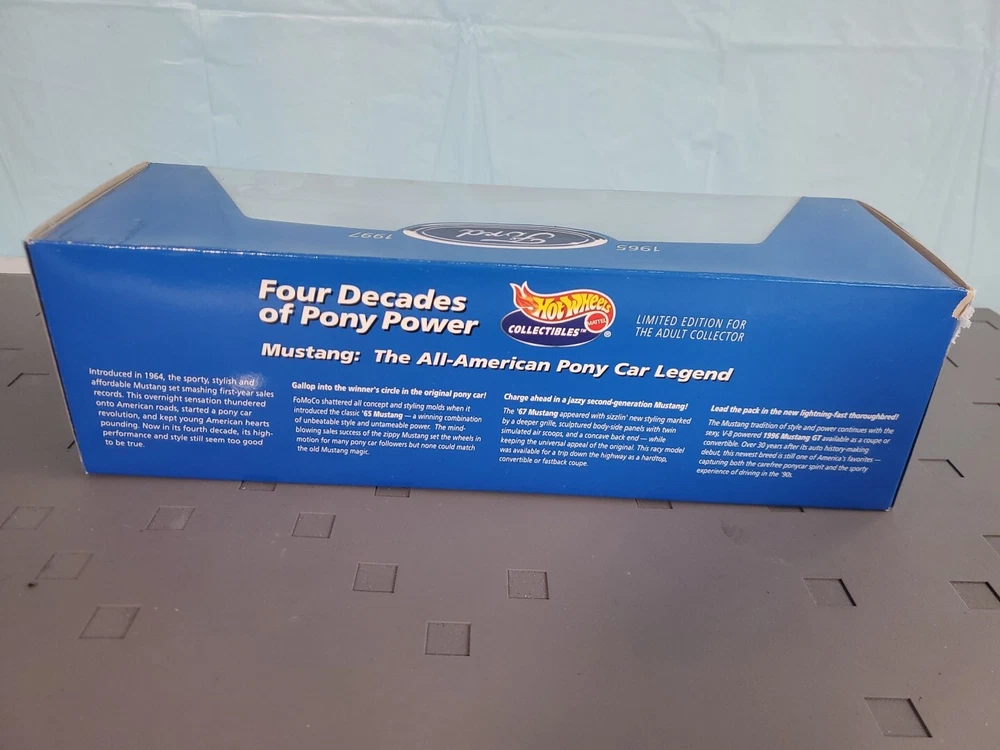 1997
Ford
1965
Four Decades
of Pony Power
Hot Wheels
MATTEL
COLLECTIBLES™
®
LIMITED EDITION FOR
THE ADULT COLLECTOR
Mustang: The All-American Pony Car Legend
Introduced in 1964, the sporty, stylish and
affordable Mustang set smashing first-year sales
records. This overnight sensation thundered
onto American roads, started a pony car
revolution, and kept young American hearts
pounding. Now in its fourth decade, its high-
performance and style still seem too good
to be true.
Gallop into the winner's circle in the original pony car!
FoMoCo shattered all concept and styling molds when it
introduced the classic '65 Mustang — a winning combination
of unbeatable style and untameable power. The mind-
blowing sales success of the zippy Mustang set the wheels in
motion for many pony car followers but none could match
the old Mustang magic.
Charge ahead in a jazzy second-generation Mustang!
The '67 Mustang appeared with sizzlin' new styling marked
by a deeper grille, sculptured body-side panels with twin
simulated air scoops, and a concave back end — while
keeping the universal appeal of the original. This racy model
was available for a trip down the highway as a hardtop,
convertible or fastback coupe.
Lead the pack in the new lightning-fast thoroughbred!
The Mustang tradition of style and power continues with the
sexy, V-8 powered 1996 Mustang GT available as a coupe or
convertible. Over 30 years after its auto history-making
debut, this newest breed is still one of America's favorites —
capturing both the carefree ponycar spirit and the sporty
experience of driving in the '90s.